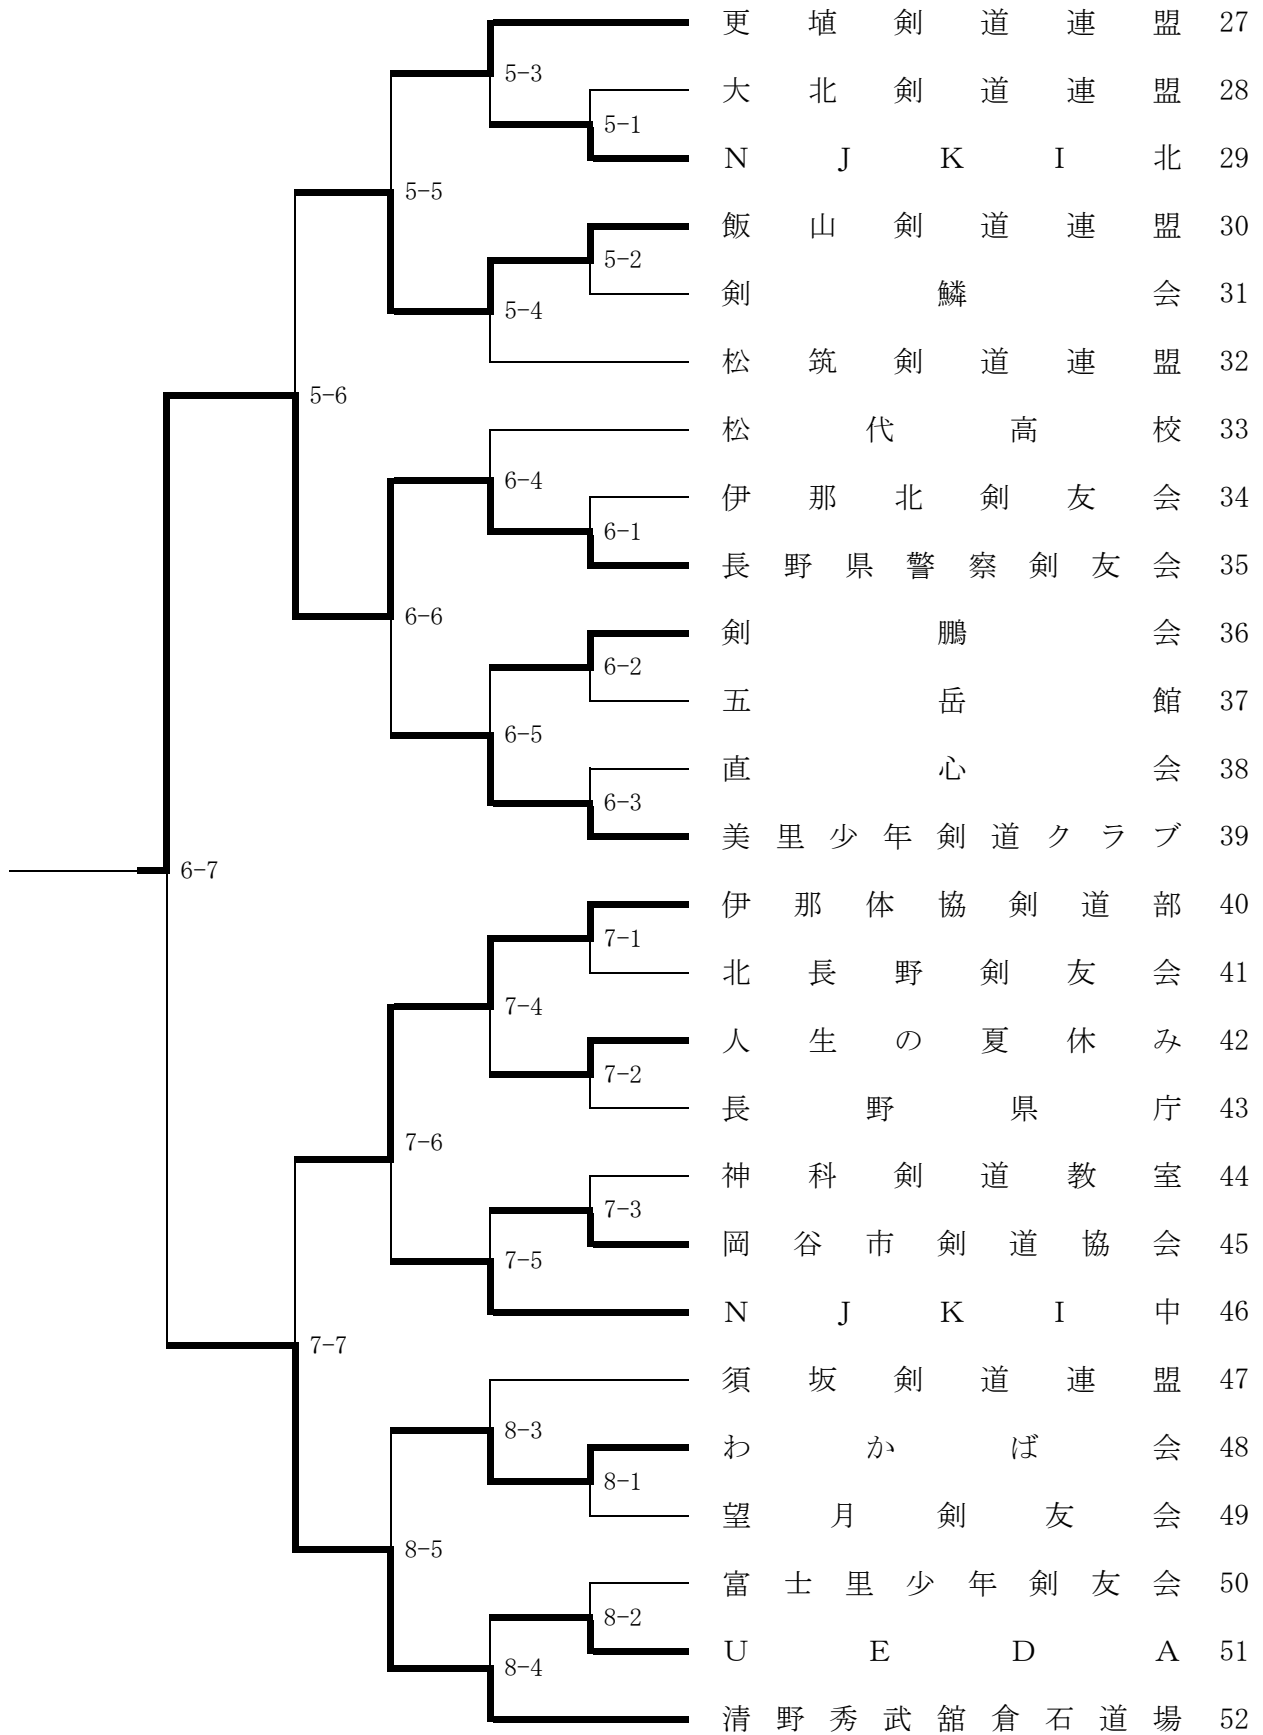 更埴剣道連盟 27
5-3
大北剣道連盟 28
5-1
NJKI北 29
5-5
飯山剣道連盟 30
5-2
剣鱗会 31
5-4
松筑剣道連盟 32
5-6
松代高校 33
6-4
伊那北剣友会 34
6-1
長野県警察剣友会 35
6-6
剣鵬会 36
6-2
五岳館 37
6-5
直心会 38
6-3
美里少年剣道クラブ 39
6-7
伊那体協剣道部 40
7-1
北長野剣友会 41
7-4
人生の夏休み 42
7-2
長野県庁 43
7-6
神科剣道教室 44
7-3
岡谷市剣道協会 45
7-5
NJKI中 46
7-7
須坂剣道連盟 47
8-3
わかば会 48
8-1
望月剣友会 49
8-5
富士里少年剣友会 50
8-2
UEDA 51
8-4
清野秀武舘倉石道場 52